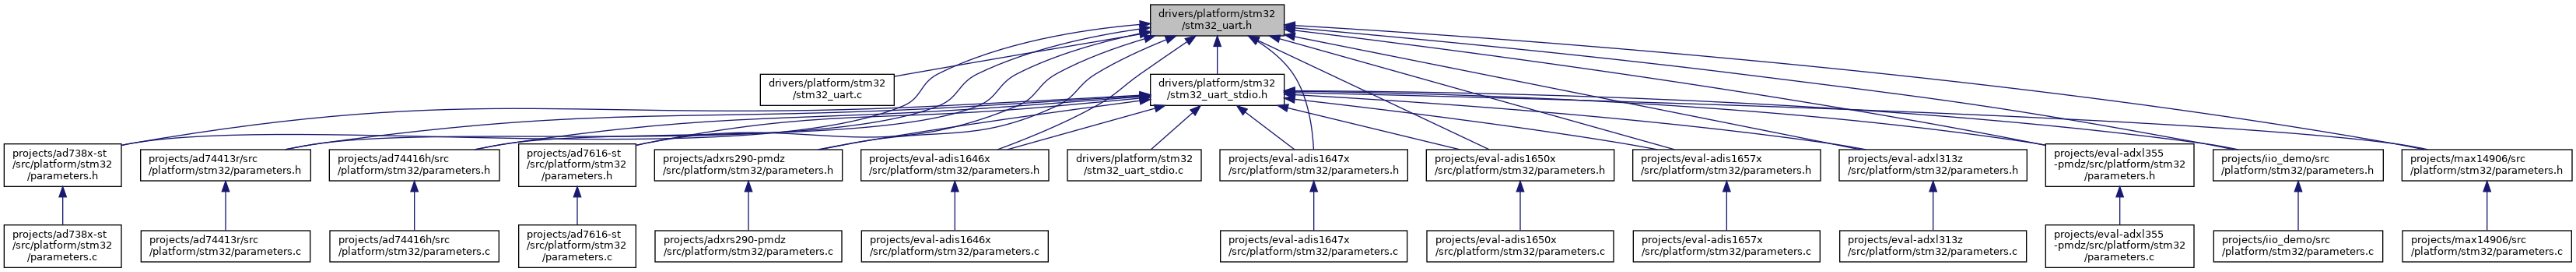 drivers/platform/stm32
/stm32_uart.h
drivers/platform/stm32
/stm32_uart.c
drivers/platform/stm32
/stm32_uart_stdio.h
projects/ad738x-st
/src/platform/stm32
/parameters.h
projects/ad74413r/src
/platform/stm32/parameters.h
projects/ad74416h/src
/platform/stm32/parameters.h
projects/ad7616-st
/src/platform/stm32
/parameters.h
projects/adxrs290-pmdz
/src/platform/stm32/parameters.h
projects/eval-adis1646x
/src/platform/stm32/parameters.h
drivers/platform/stm32
/stm32_uart_stdio.c
projects/eval-adis1647x
/src/platform/stm32/parameters.h
projects/eval-adis1650x
/src/platform/stm32/parameters.h
projects/eval-adis1657x
/src/platform/stm32/parameters.h
projects/eval-adxl313z
/src/platform/stm32/parameters.h
projects/eval-adxl355
-pmdz/src/platform/stm32
/parameters.h
projects/iio_demo/src
/platform/stm32/parameters.h
projects/max14906/src
/platform/stm32/parameters.h
projects/ad738x-st
/src/platform/stm32
/parameters.c
projects/ad74413r/src
/platform/stm32/parameters.c
projects/ad74416h/src
/platform/stm32/parameters.c
projects/ad7616-st
/src/platform/stm32
/parameters.c
projects/adxrs290-pmdz
/src/platform/stm32/parameters.c
projects/eval-adis1646x
/src/platform/stm32/parameters.c
projects/eval-adis1647x
/src/platform/stm32/parameters.c
projects/eval-adis1650x
/src/platform/stm32/parameters.c
projects/eval-adis1657x
/src/platform/stm32/parameters.c
projects/eval-adxl313z
/src/platform/stm32/parameters.c
projects/eval-adxl355
-pmdz/src/platform/stm32
/parameters.c
projects/iio_demo/src
/platform/stm32/parameters.c
projects/max14906/src
/platform/stm32/parameters.c